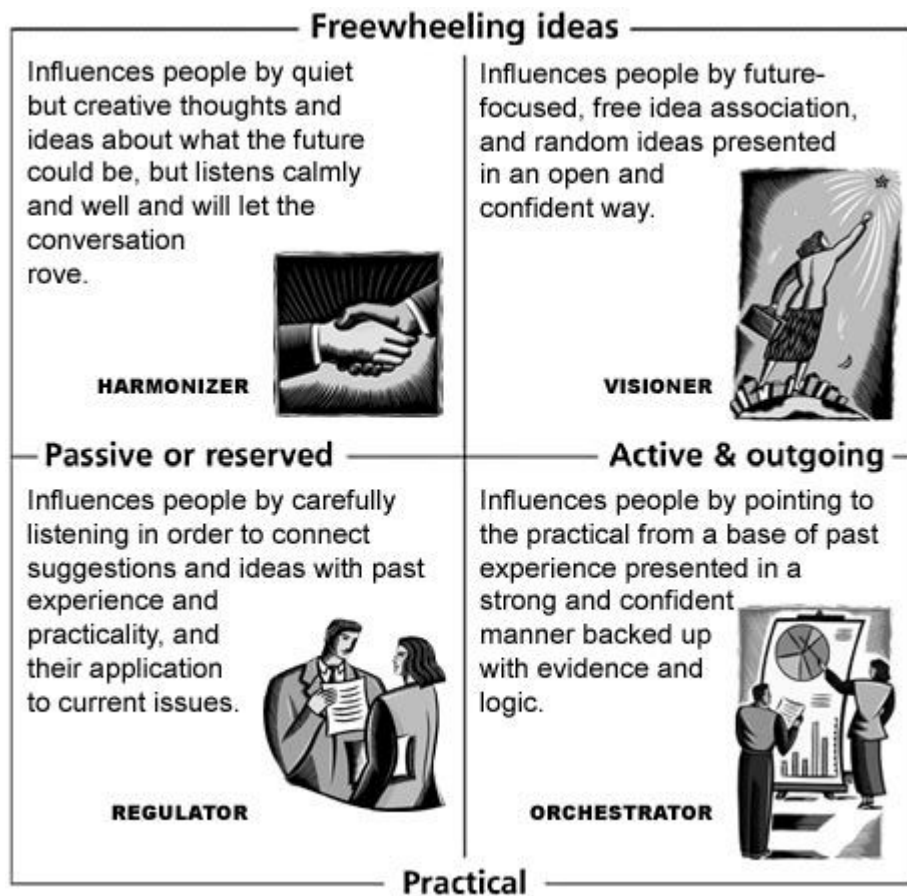 Freewheeling ideas
Influences people by quiet
but creative thoughts and
ideas about what the future
could be, but listens calmly
and well and will let the
conversation
rove.
HARMONIZER
Influences people by future-
focused, free idea association,
and random ideas presented
in an open and
confident way.
VISIONER
Passive or reserved
Active & outgoing
Influences people by carefully
listening in order to connect
suggestions and ideas with past
experience and
practicality, and
their application
to current issues.
REGULATOR
Influences people by pointing to
the practical from a base of past
experience presented in a
strong and confident
manner backed up
with evidence and
logic.
ORCHESTRATOR
Practical